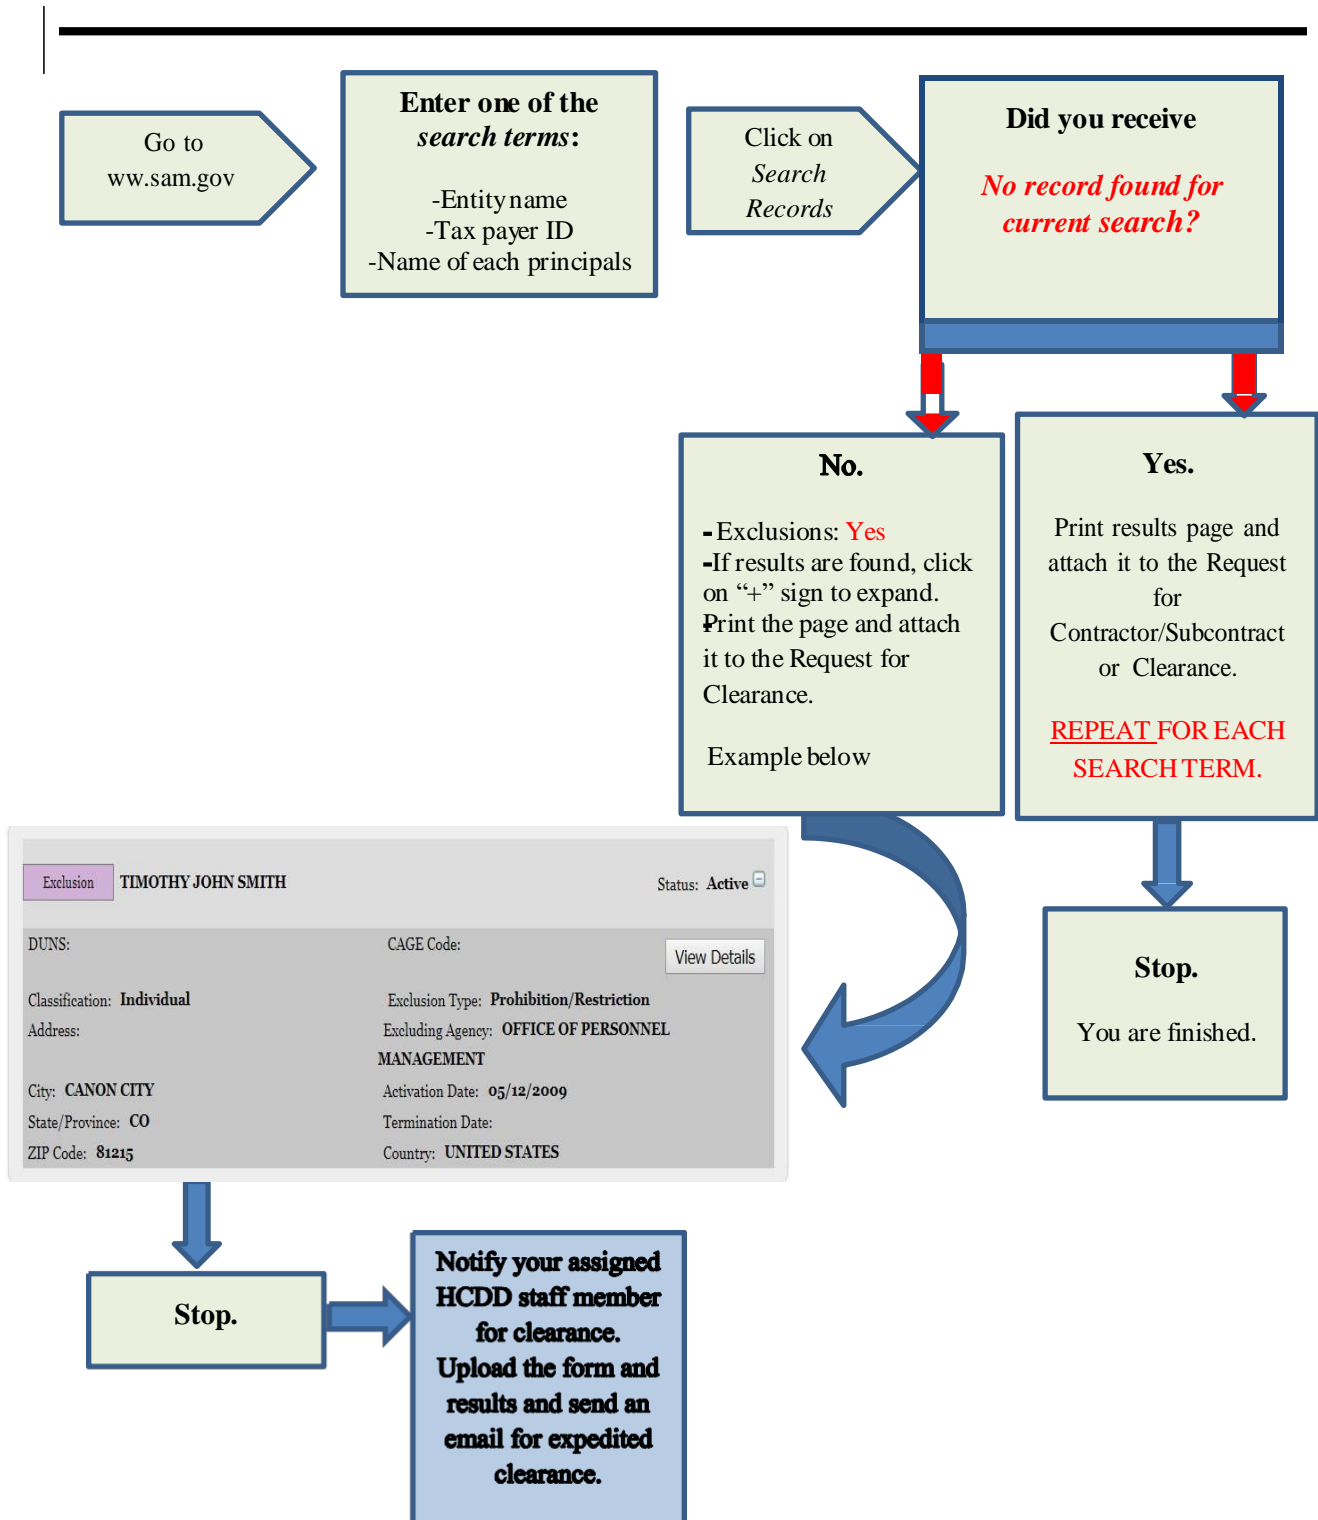 Go to
ww.sam.gov
Enter one of the
search terms:
-Entity name
-Tax payer ID
-Name of each principals
Click on
Search
Records
Did you receive
No record found for
current search?
No.
- Exclusions: Yes
-If results are found, click
on “+” sign to expand.
-Print the page and attach
it to the Request for
Clearance.
Example below
Yes.
Print results page and
attach it to the Request
for
Contractor/Subcontract
or Clearance.
REPEAT FOR EACH
SEARCH TERM.
Exclusion TIMOTHY JOHN SMITH Status: Active
DUNS: CAGE Code: View Details
Classification: Individual Exclusion Type: Prohibition/Restriction
Address: Excluding Agency: OFFICE OF PERSONNEL
MANAGEMENT
City: CANON CITY Activation Date: 05/12/2009
State/Province: CO Termination Date:
ZIP Code: 81215 Country: UNITED STATES
Stop.
You are finished.
Stop.
Notify your assigned
HCDD staff member
for clearance.
Upload the form and
results and send an
email for expedited
clearance.